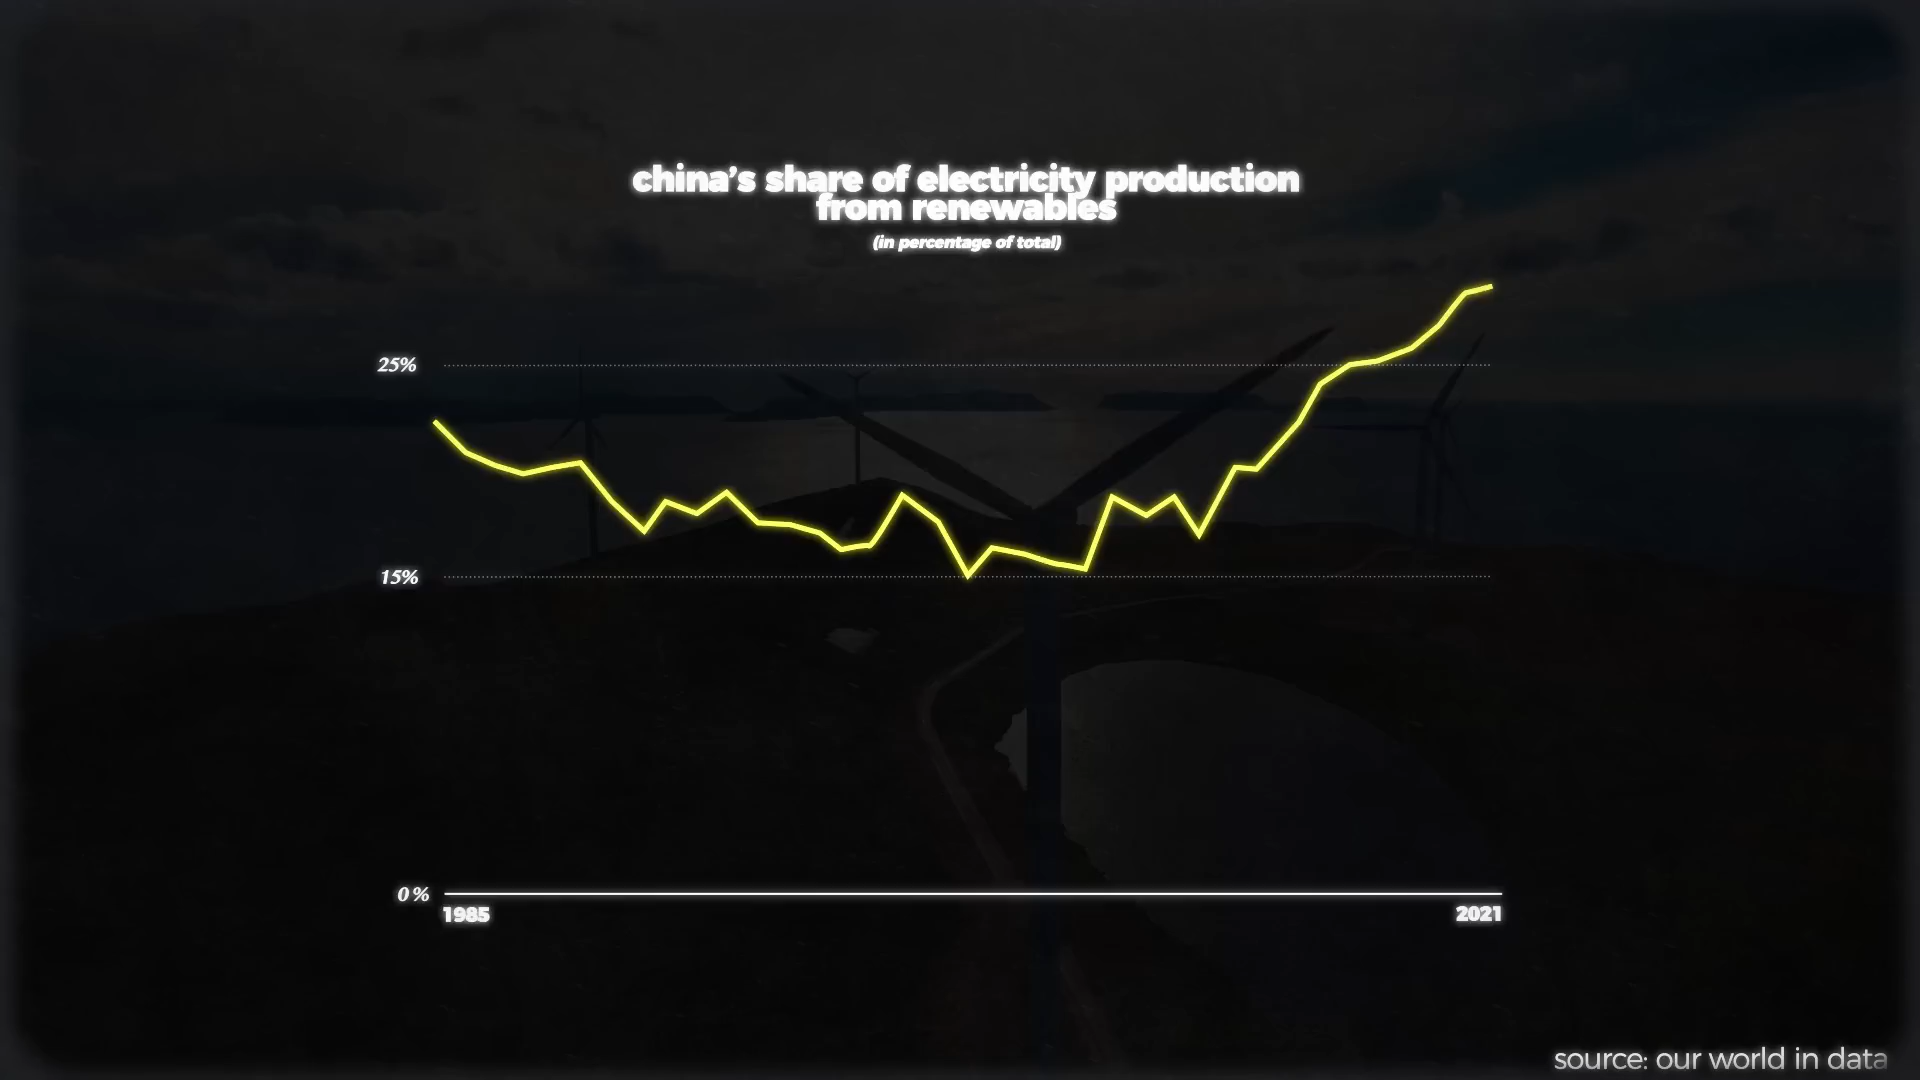 china's share of electricity production
from renewables
(in percentage of total)
25%
15%
0%
1985
2021
source: our world in data